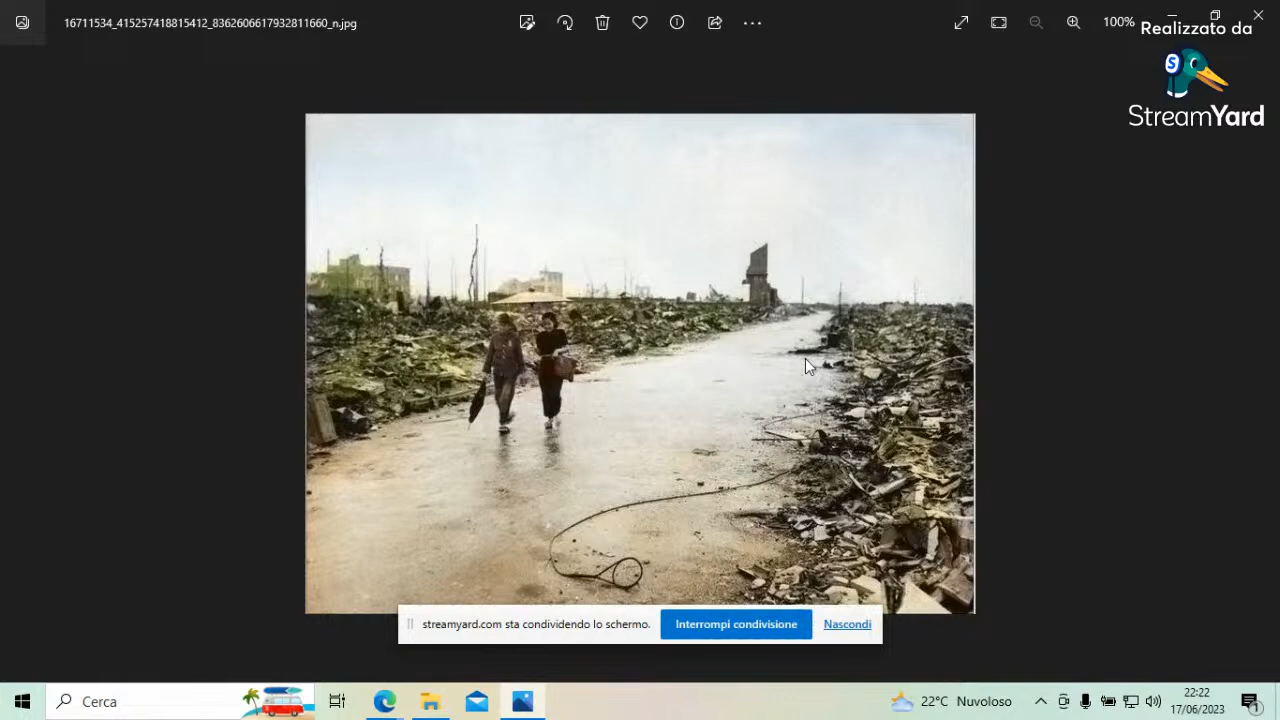 16711534_415257418815412_8362606617932811660_n.jpg
100%
Realizzato da
S
StreamYard
streamyard.com sta condividendo lo schermo.
Interrompi condivisione
Nascondi
Cerca
22°C Nuvoloso
22:22
17/06/2023
1